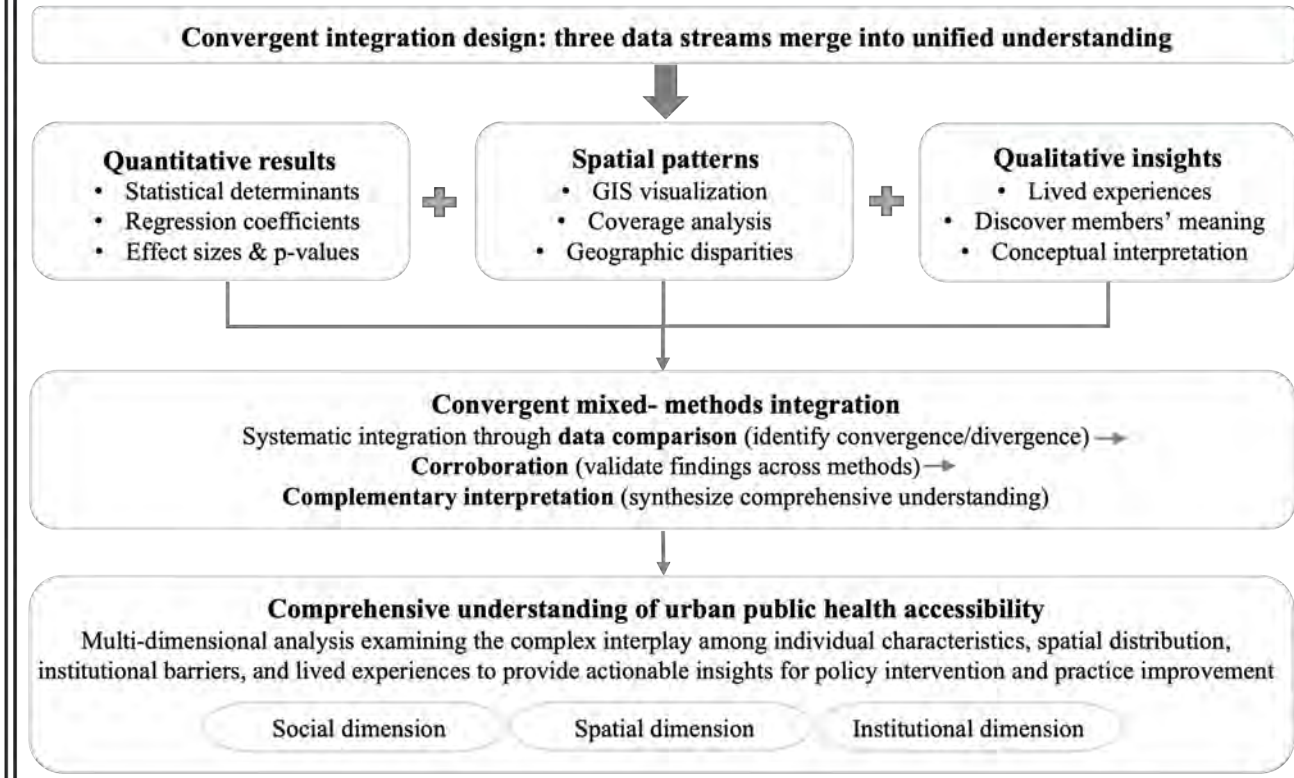 Convergent integration design: three data streams merge into unified understanding
Quantitative results
• Statistical determinants
• Regression coefficients
• Effect sizes & p-values
Spatial patterns
• GIS visualization
• Coverage analysis
• Geographic disparities
Qualitative insights
• Lived experiences
• Discover members' meaning
• Conceptual interpretation
Convergent mixed- methods integration
Systematic integration through data comparison (identify convergence/divergence) →
Corroboration (validate findings across methods) →
Complementary interpretation (synthesize comprehensive understanding)
Comprehensive understanding of urban public health accessibility
Multi-dimensional analysis examining the complex interplay among individual characteristics, spatial distribution,
institutional barriers, and lived experiences to provide actionable insights for policy intervention and practice improvement
Social dimension
Spatial dimension
Institutional dimension